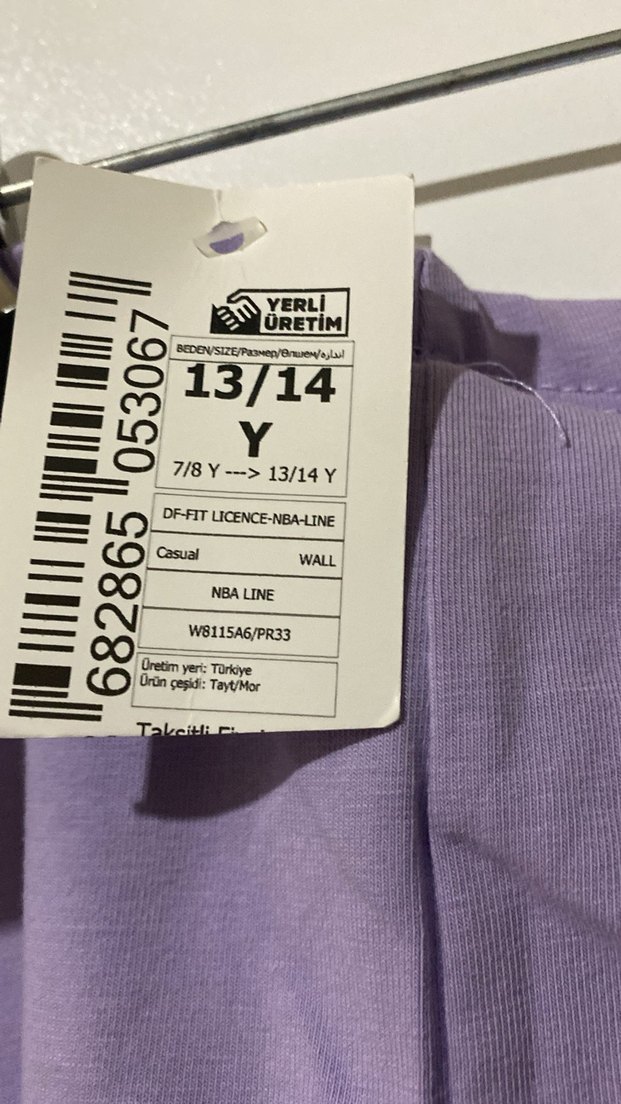 YERLİ
ÜRETİM
BEDEN/SIZE/Размер/Өлшем/اندازه
13/14
Y
7/8 Y ---> 13/14 Y
DF-FIT LICENCE-NBA-LINE
Casual WALL
NBA LINE
W8115A6/PR33
Üretim yeri: Türkiye
Ürün çeşidi: Tayt/Mor
Taksitli
682865 053067